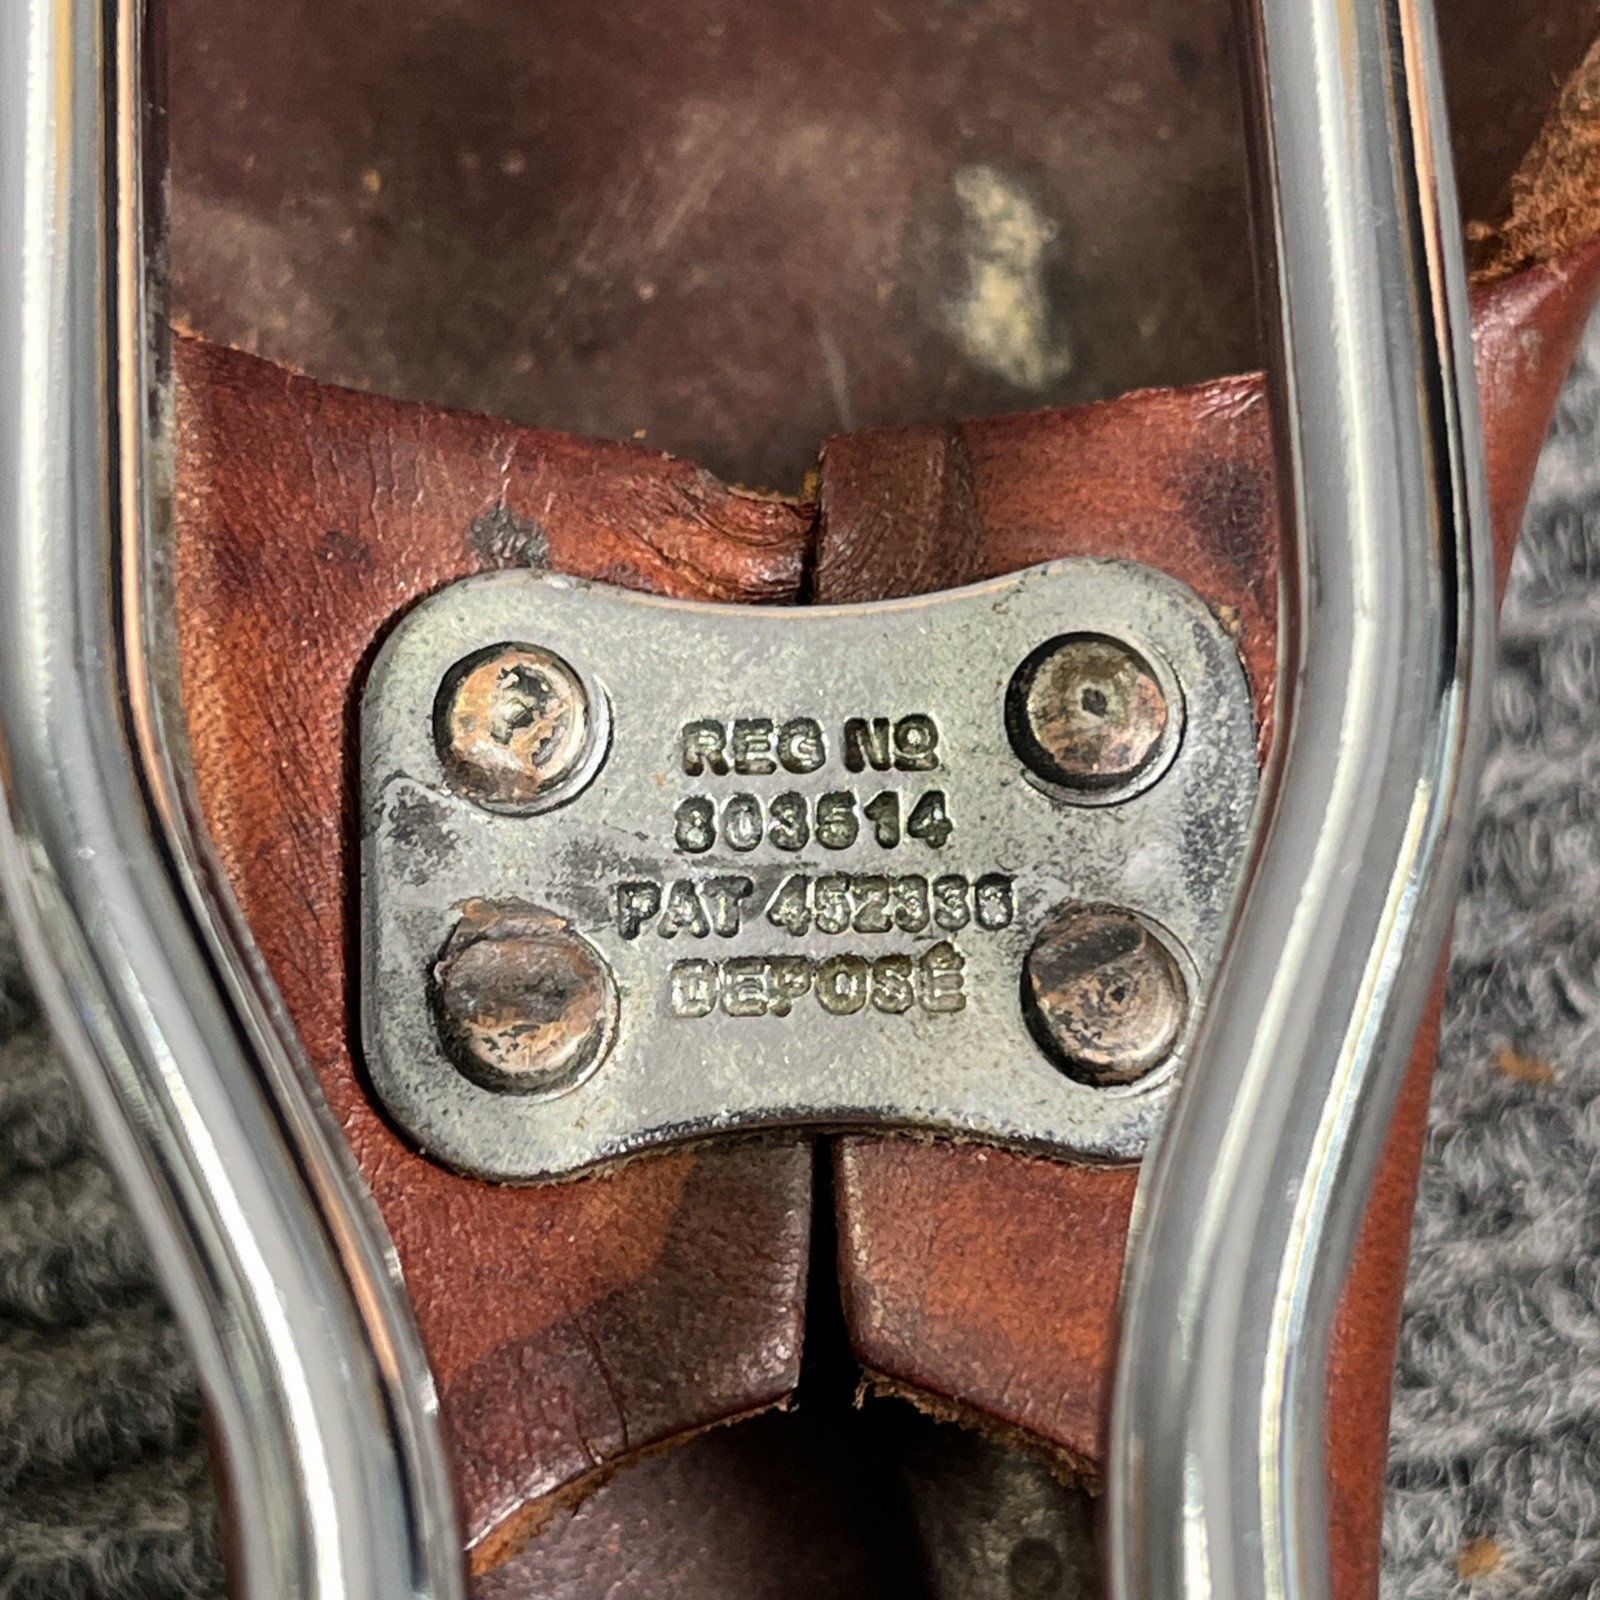 REG Nº
803514
PAT 452336
DEPOSÉ